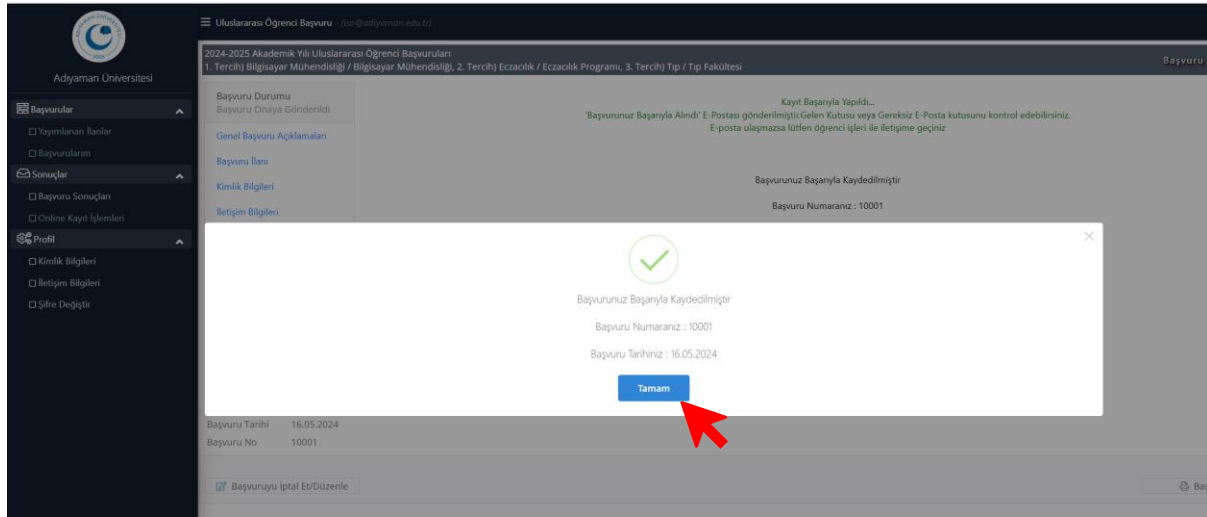 Adıyaman Üniversitesi
Başvurular
Yayımlanan İlanlar
Başvurularım
Sonuçlar
Başvuru Sonuçları
Online Kayıt İşlemleri
Profil
Kimlik Bilgileri
İletişim Bilgileri
Şifre Değiştir
Uluslararası Öğrenci Başvuru - (iso@adiyaman.edu.tr)
2024-2025 Akademik Yılı Uluslararası Öğrenci Başvuruları
1. Tercih) Bilgisayar Mühendisliği / Bilgisayar Mühendisliği, 2. Tercih) Eczacılık / Eczacılık Programı, 3. Tercih) Tıp / Tıp Fakültesi
Başvuru
Başvuru Durumu
Başvuru Onaya Gönderildi
Genel Başvuru Açıklamaları
Başvuru İlanı
Kimlik Bilgileri
İletişim Bilgileri
Kayıt Başarıyla Yapıldı...
'Başvurunuz Başarıyla Alındı' E-Postası gönderilmiştir.Gelen Kutusu veya Gereksiz E-Posta kutusunu kontrol edebilirsiniz.
E-posta ulaşmazsa lütfen öğrenci işleri ile iletişime geçiniz
Başvurunuz Başarıyla Kaydedilmiştir
Başvuru Numaranız : 10001
Başvurunuz Başarıyla Kaydedilmiştir
Başvuru Numaranız : 10001
Başvuru Tarihiniz : 16.05.2024
Tamam
Başvuru Tarihi 16.05.2024
Başvuru No 10001
Başvuruyu İptal Et/Düzenle